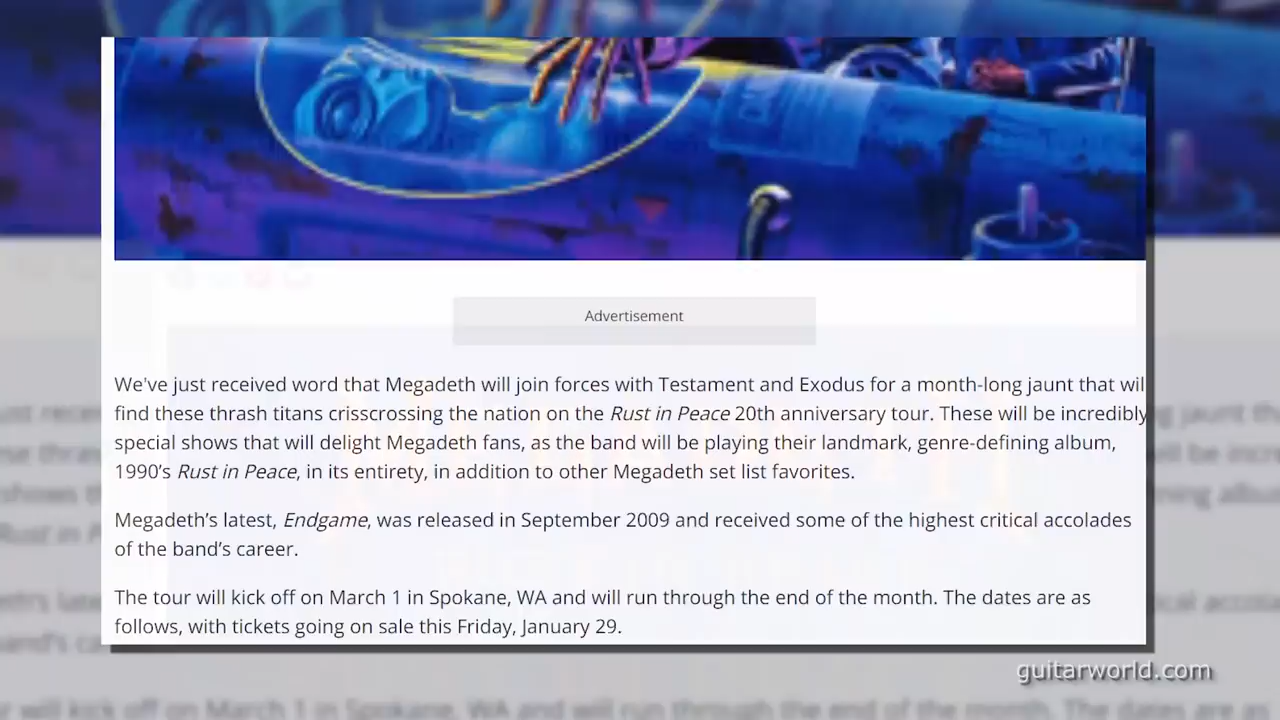 Advertisement
We've just received word that Megadeth will join forces with Testament and Exodus for a month-long jaunt that will
find these thrash titans crisscrossing the nation on the Rust in Peace 20th anniversary tour. These will be incredibly
special shows that will delight Megadeth fans, as the band will be playing their landmark, genre-defining album,
1990’s Rust in Peace, in its entirety, in addition to other Megadeth set list favorites.
Megadeth’s latest, Endgame, was released in September 2009 and received some of the highest critical accolades
of the band’s career.
The tour will kick off on March 1 in Spokane, WA and will run through the end of the month. The dates are as
follows, with tickets going on sale this Friday, January 29.
guitarworld.com